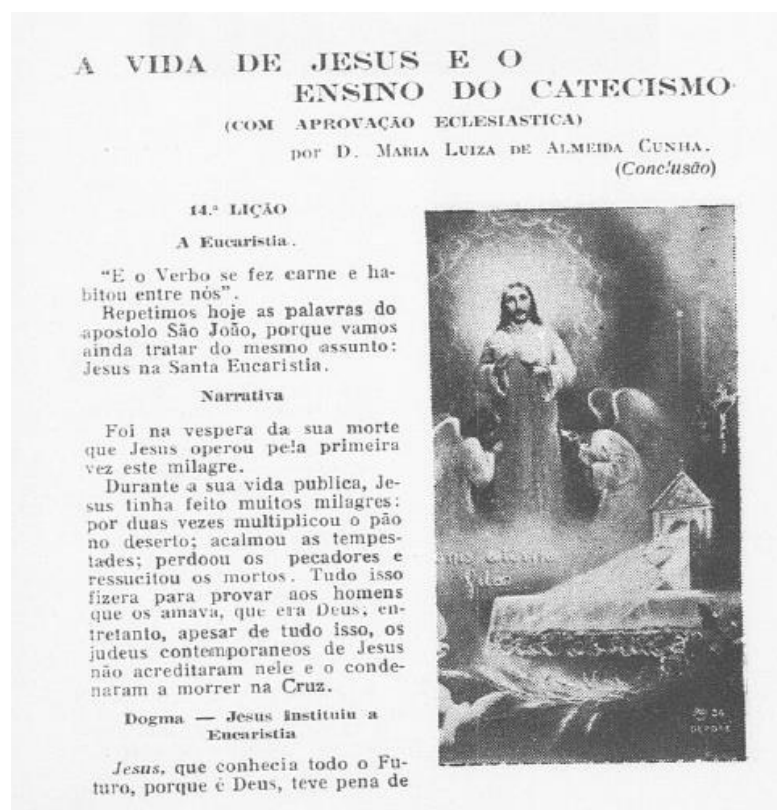 A VIDA DE JESUS E O
ENSINO DO CATECISMO
(COM APROVAÇÃO ECLESIASTICA)
por D. MARIA LUIZA DE ALMEIDA CUNHA.
(Conclusão)
14.ª LIÇÃO
A Eucaristia.
"E o Verbo se fez carne e ha-
bitou entre nós".
Repetimos hoje as palavras do
apostolo São João, porque vamos
ainda tratar do mesmo assunto:
Jesus na Santa Eucaristia.
Narrativa
Foi na vespera da sua morte
que Jesus operou pela primeira
vez este milagre.
Durante a sua vida publica, Je-
sus tinha feito muitos milagres:
por duas vezes multiplicou o pão
no deserto; acalmou as tempes-
tades; perdoou os pecadores e
ressucitou os mortos. Tudo isso
fizera para provar aos homens
que os amava, que era Deus; en-
tretanto, apesar de tudo isso, os
judeus contemporaneos de Jesus
não acreditaram nele e o conde-
naram a morrer na Cruz.
Dogma — Jesus instituiu a
Eucaristia
Jesus, que conhecia todo o Fu-
turo, porque é Deus, teve pena de